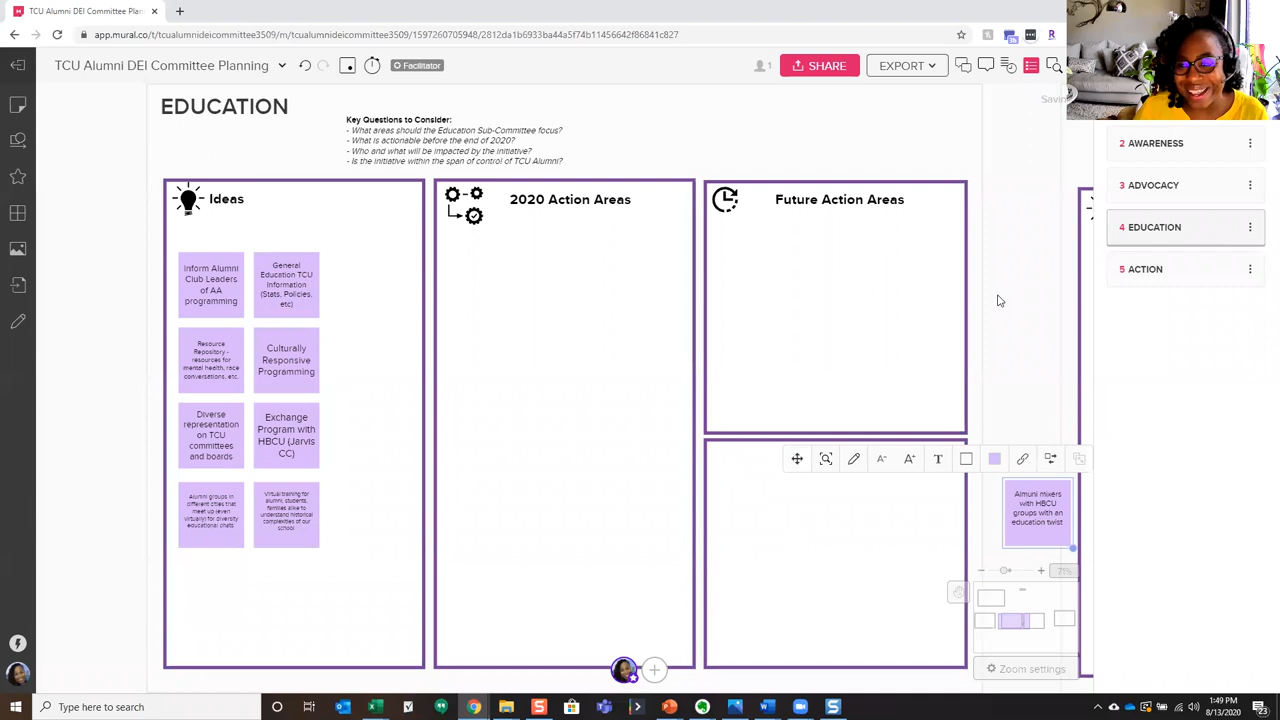 TCU Alumni DEI Committee Plannin
app.mural.co/t/tcualumnideicommittee3509/m/tcualumnideicommittee3509/1597260705948/2812da1b6933ba44a5f74b11456642f86841c827
TCU Alumni DEI Committee Planning
Facilitator
1
SHARE
EXPORT
EDUCATION
Key Questions to Consider:
- What areas should the Education Sub-Committee focus?
- What is actionable before the end of 2020?
- Who and what will be impacted by the initiative?
- Is the initiative within the span of control of TCU Alumni?
Savin
2 AWARENESS
3 ADVOCACY
4 EDUCATION
5 ACTION
Ideas
Inform Alumni
Club Leaders
of AA
programming
General
Education TCU
Information
(Stats, Policies,
etc)
Resource
Repository -
resources for
mental health, race
conversations, etc.
Culturally
Responsive
Programming
Diverse
representation
on TCU
committees
and boards
Exchange
Program with
HBCU (Jarvis
CC)
Alumni groups in
different cities that
meet up (even
virtually) for diversity
educational chats
Virtual training for
alumni, students,
families alike to
understand historical
complexities of our
school
2020 Action Areas
Future Action Areas
A-
A+
T
Almuni mixers
with HBCU
groups with an
education twist
71%
Zoom settings
Type here to search
1:49 PM
8/13/2020
23